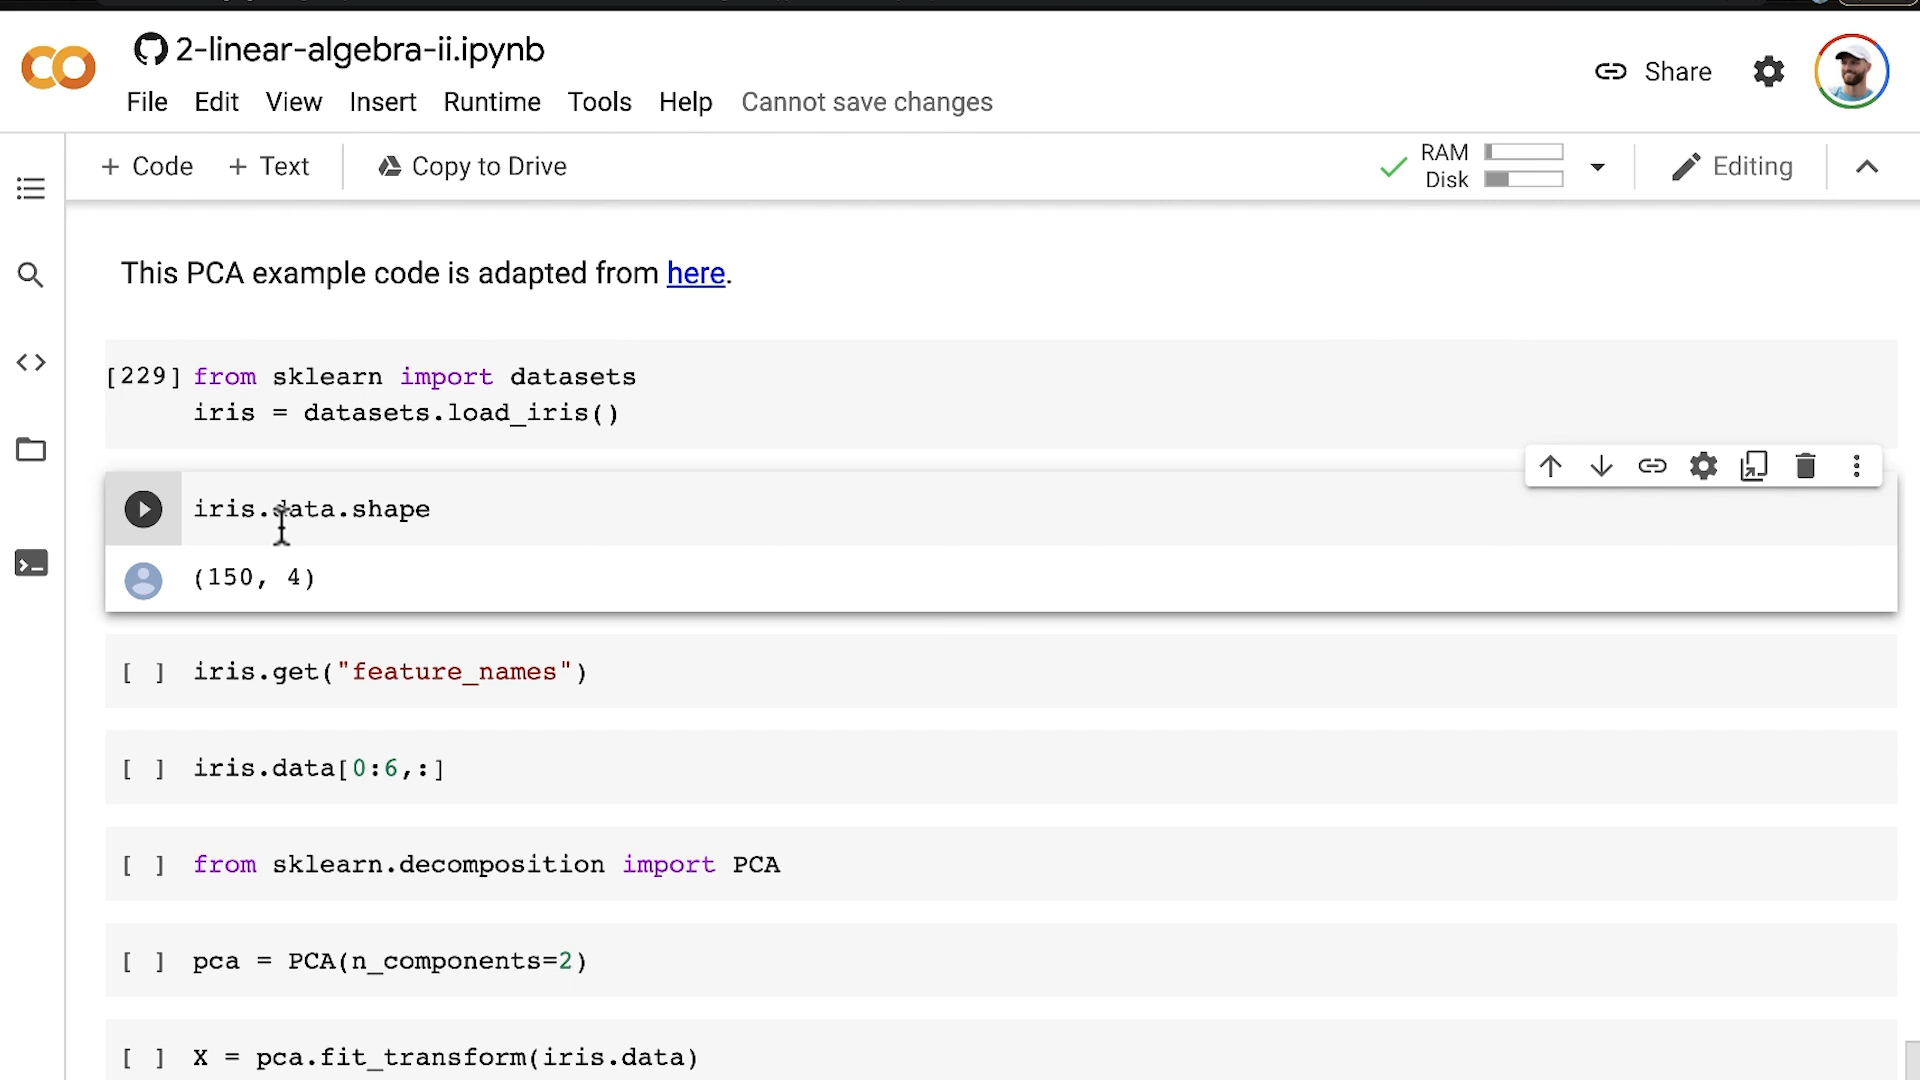 2-linear-algebra-ii.ipynb
File Edit View Insert Runtime Tools Help Cannot save changes
Share
+ Code + Text Copy to Drive
RAM
Disk
Editing
This PCA example code is adapted from here.
[229] from sklearn import datasets
iris = datasets.load_iris()
iris.data.shape
(150, 4)
[ ] iris.get("feature_names")
[ ] iris.data[0:6,:]
[ ] from sklearn.decomposition import PCA
[ ] pca = PCA(n_components=2)
[ ] X = pca.fit_transform(iris.data)